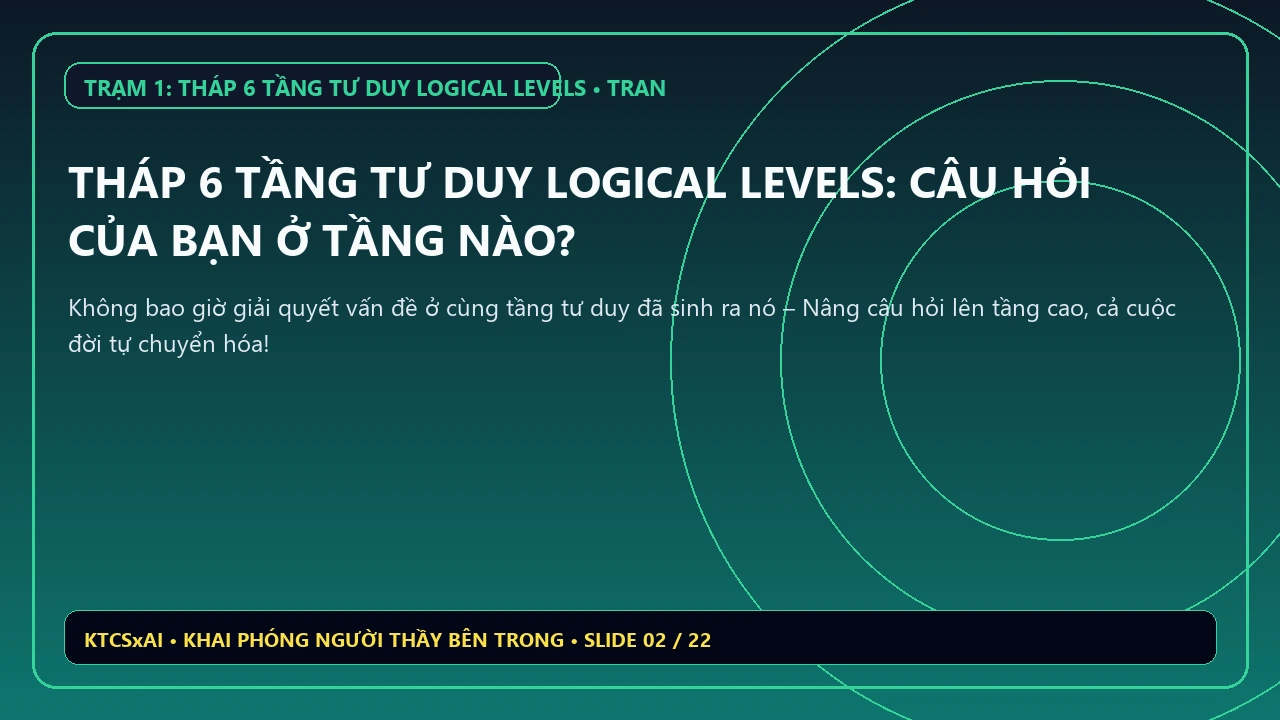 TRẠM 1: THÁP 6 TẦNG TƯ DUY LOGICAL LEVELS • TRAN
THÁP 6 TẦNG TƯ DUY LOGICAL LEVELS: CÂU HỎI
CỦA BẠN Ở TẦNG NÀO?
Không bao giờ giải quyết vấn đề ở cùng tầng tư duy đã sinh ra nó – Nâng câu hỏi lên tầng cao, cả cuộc
đời tự chuyển hóa!
KTCSxAI • KHAI PHÓNG NGƯỜI THẦY BÊN TRONG • SLIDE 02 / 22